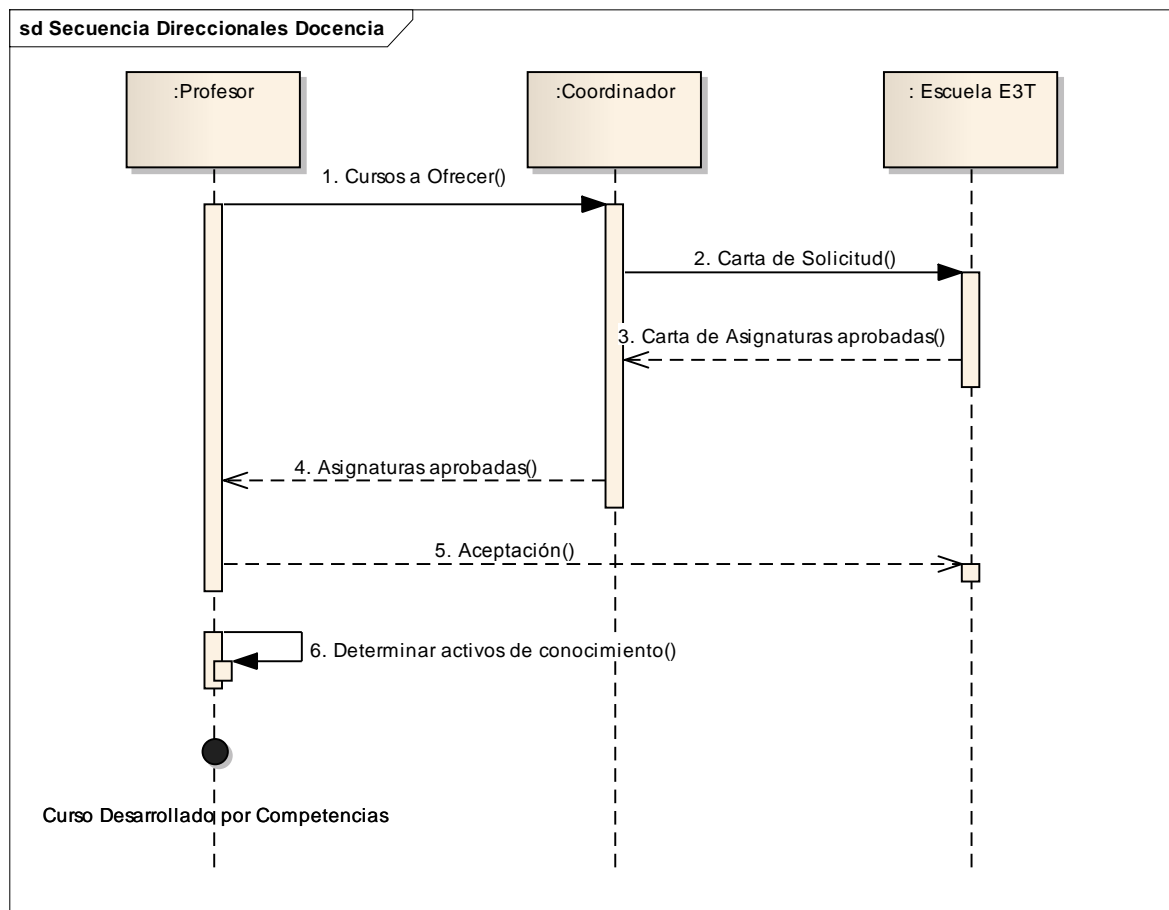 sd Secuencia Direccionales Docencia
:Profesor
:Coordinador
: Escuela E3T
1. Cursos a Ofrecer()
2. Carta de Solicitud()
3. Carta de Asignaturas aprobadas()
4. Asignaturas aprobadas()
5. Aceptación()
6. Determinar activos de conocimiento()
Curso Desarrollado por Competencias